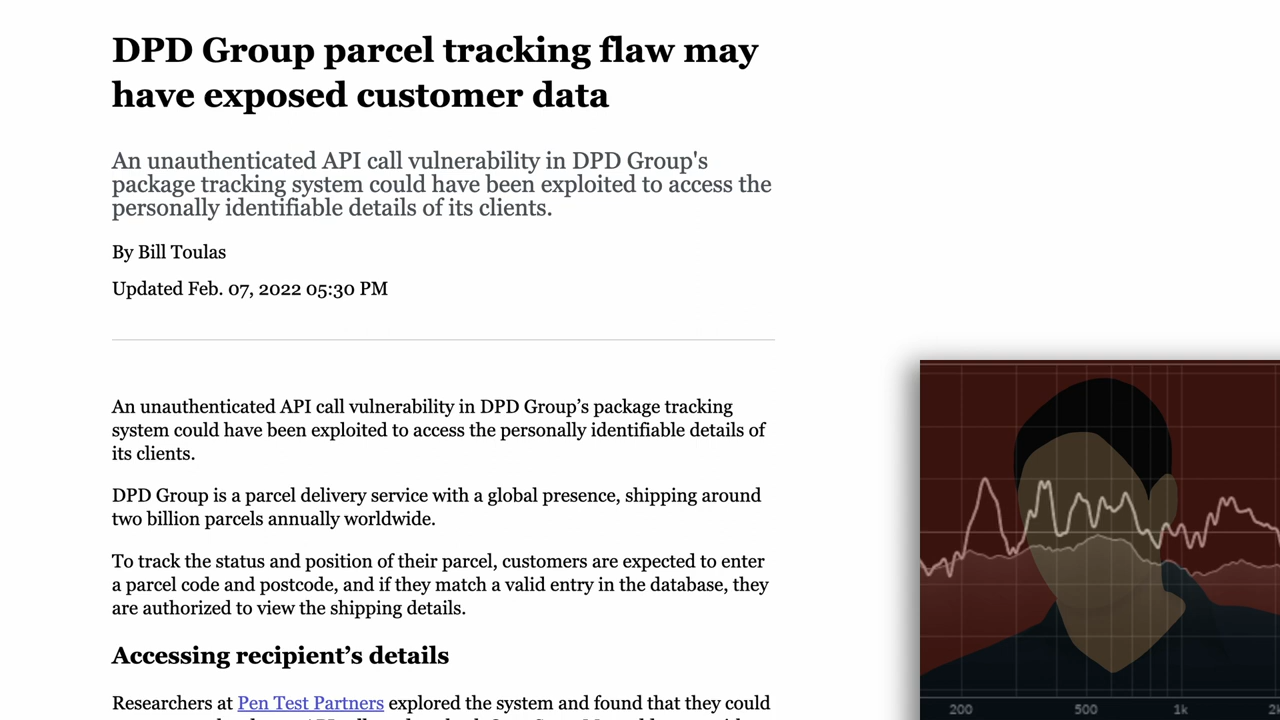 DPD Group parcel tracking flaw may
have exposed customer data
An unauthenticated API call vulnerability in DPD Group's
package tracking system could have been exploited to access the
personally identifiable details of its clients.
By Bill Toulas
Updated Feb. 07, 2022 05:30 PM
An unauthenticated API call vulnerability in DPD Group’s package tracking
system could have been exploited to access the personally identifiable details of
its clients.
DPD Group is a parcel delivery service with a global presence, shipping around
two billion parcels annually worldwide.
To track the status and position of their parcel, customers are expected to enter
a parcel code and postcode, and if they match a valid entry in the database, they
are authorized to view the shipping details.
Accessing recipient’s details
Researchers at Pen Test Partners explored the system and found that they could
200 500 1k